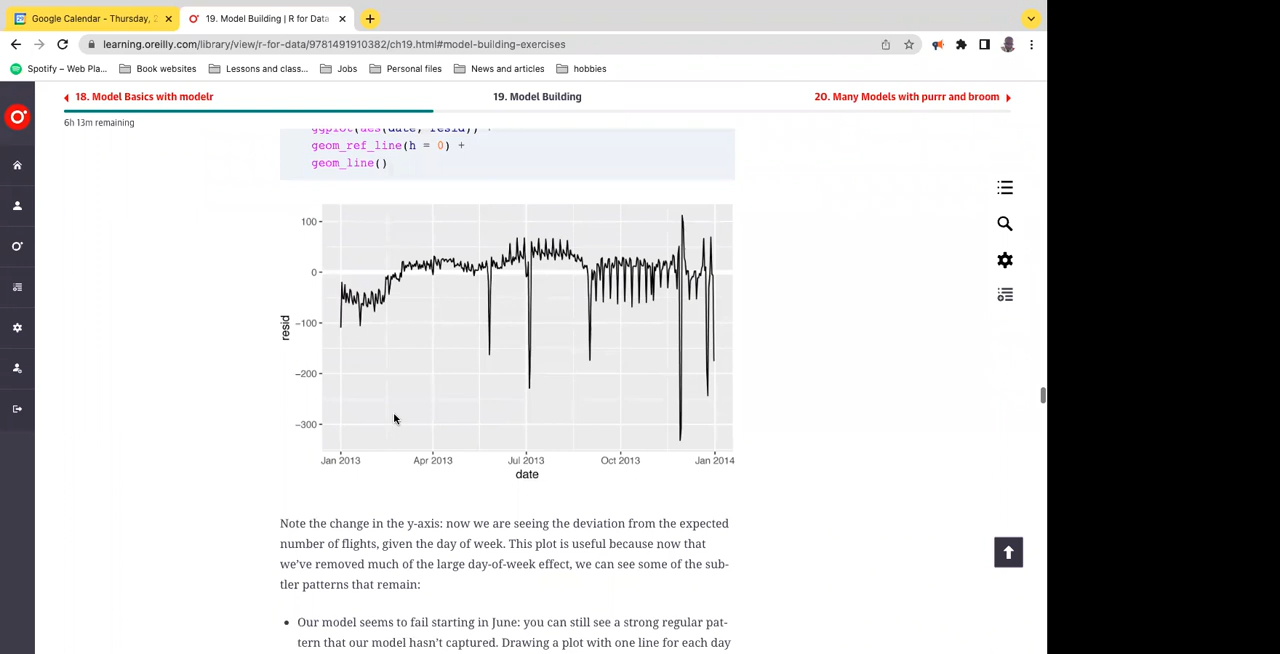 Google Calendar - Thursday, 2
19. Model Building | R for Data
learning.oreilly.com/library/view/r-for-data/9781491910382/ch19.html#model-building-exercises
Spotify – Web Pla...
Book websites
Lessons and class...
Jobs
Personal files
News and articles
hobbies
18. Model Basics with modelr
19. Model Building
20. Many Models with purrr and broom
6h 13m remaining
ggplot(aes(date, resid)) +
geom_ref_line(h = 0) +
geom_line()
100
0
−100
−200
−300
resid
Jan 2013
Apr 2013
Jul 2013
Oct 2013
Jan 2014
date
Note the change in the y-axis: now we are seeing the deviation from the expected
number of flights, given the day of week. This plot is useful because now that
we’ve removed much of the large day-of-week effect, we can see some of the sub-
tler patterns that remain:
• Our model seems to fail starting in June: you can still see a strong regular pat-
tern that our model hasn’t captured. Drawing a plot with one line for each day